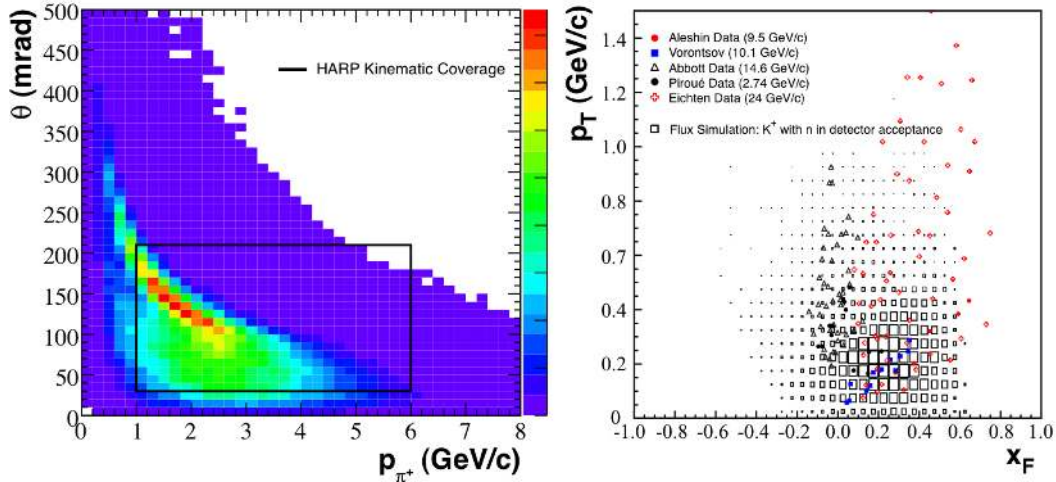 θ (mrad)
500
450
400
350
300
250
200
150
100
50
0
HARP Kinematic Coverage
0 1 2 3 4 5 6 7 8
p_π⁺ (GeV/c)
p_T (GeV/c)
1.4
1.2
1
0.7
0.4
0.2
0
Aleshin Data (9.5 GeV/c)
Vorontsov (10.1 GeV/c)
Abbott Data (14.6 GeV/c)
Piroué Data (2.74 GeV/c)
Eichten Data (24 GeV/c)
Flux Simulation: K⁺ with n in detector acceptance
-1.0 -0.8 -0.6 -0.4 -0.2 0.0 0.2 0.4 0.6 0.8 1.0
x_F